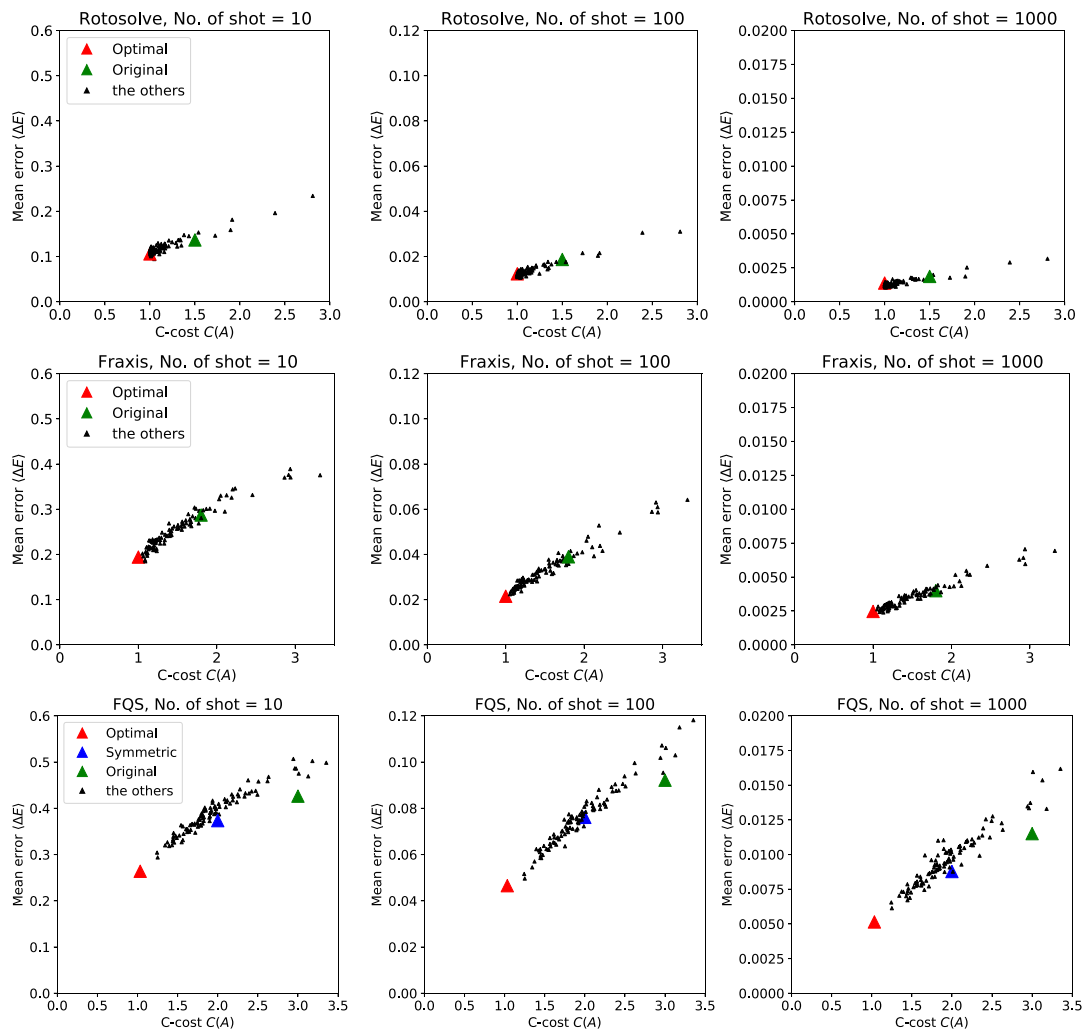 Rotosolve, No. of shot = 10
Rotosolve, No. of shot = 100
Rotosolve, No. of shot = 1000
0.6
0.5
0.4
0.3
0.2
0.1
0.0
Mean error ⟨ΔE⟩
Optimal
Original
the others
0.0 0.5 1.0 1.5 2.0 2.5 3.0
C-cost C(A)
0.12
0.10
0.08
0.06
0.04
0.02
0.00
Mean error ⟨ΔE⟩
0.0 0.5 1.0 1.5 2.0 2.5 3.0
C-cost C(A)
0.0200
0.0175
0.0150
0.0125
0.0100
0.0075
0.0050
0.0025
0.0000
Mean error ⟨ΔE⟩
0.0 0.5 1.0 1.5 2.0 2.5 3.0
C-cost C(A)
Fraxis, No. of shot = 10
Fraxis, No. of shot = 100
Fraxis, No. of shot = 1000
0.6
0.5
0.4
0.3
0.2
0.1
0.0
Mean error ⟨ΔE⟩
Optimal
Original
the others
0 1 2 3
C-cost C(A)
0.12
0.10
0.08
0.06
0.04
0.02
0.00
Mean error ⟨ΔE⟩
0 1 2 3
C-cost C(A)
0.0200
0.0175
0.0150
0.0125
0.0100
0.0075
0.0050
0.0025
0.0000
Mean error ⟨ΔE⟩
0 1 2 3
C-cost C(A)
FQS, No. of shot = 10
FQS, No. of shot = 100
FQS, No. of shot = 1000
0.6
0.5
0.4
0.3
0.2
0.1
0.0
Mean error ⟨ΔE⟩
Optimal
Symmetric
Original
the others
0.0 0.5 1.0 1.5 2.0 2.5 3.0 3.5
C-cost C(A)
0.12
0.10
0.08
0.06
0.04
0.02
0.00
Mean error ⟨ΔE⟩
0.0 0.5 1.0 1.5 2.0 2.5 3.0 3.5
C-cost C(A)
0.0200
0.0175
0.0150
0.0125
0.0100
0.0075
0.0050
0.0025
0.0000
Mean error ⟨ΔE⟩
0.0 0.5 1.0 1.5 2.0 2.5 3.0 3.5
C-cost C(A)